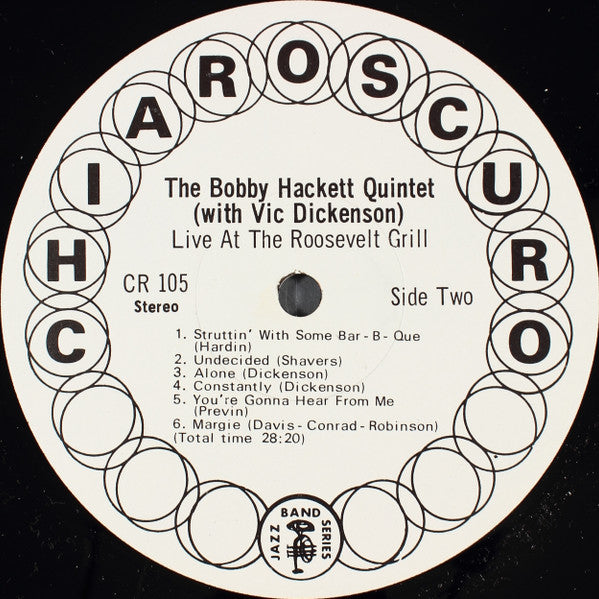 CHIAROSCURO
The Bobby Hackett Quintet
(with Vic Dickenson)
Live At The Roosevelt Grill
CR 105
Stereo
Side Two
1. Struttin' With Some Bar-B-Que
(Hardin)
2. Undecided (Shavers)
3. Alone (Dickenson)
4. Constantly (Dickenson)
5. You're Gonna Hear From Me
(Previn)
6. Margie (Davis-Conrad-Robinson)
(Total time 28:20)
JAZZ BAND SERIES